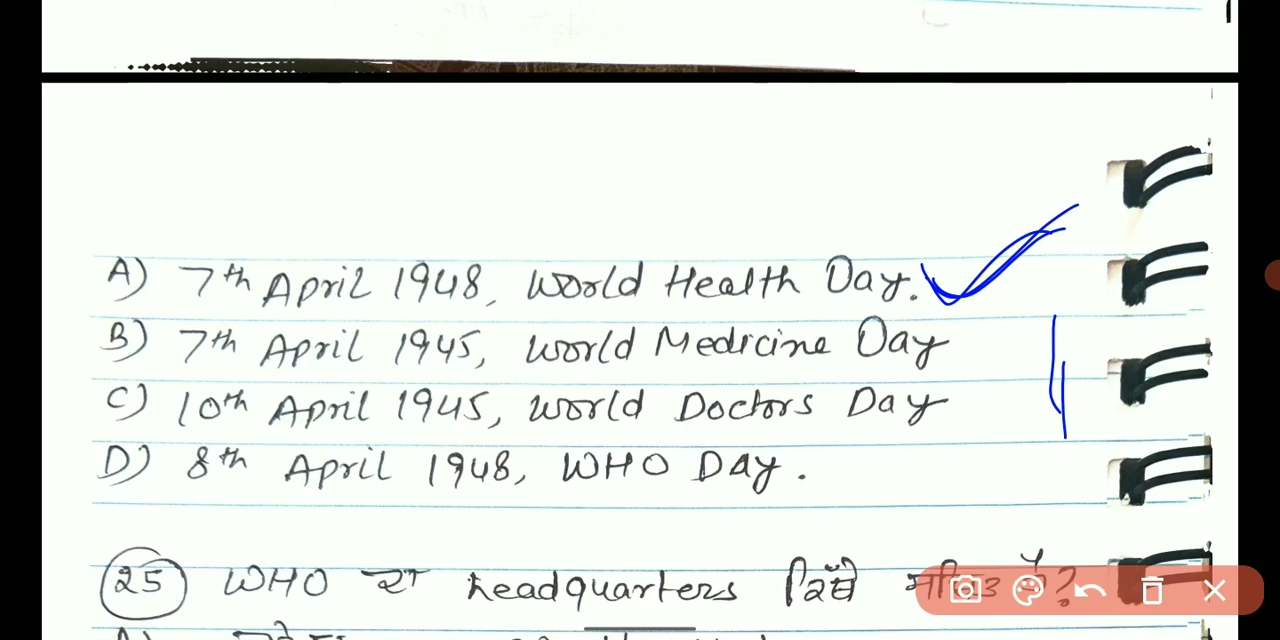 A) 7th April 1948, World Health Day.
B) 7th April 1945, World Medicine Day
C) 10th April 1945, World Doctors Day
D) 8th April 1948, WHO Day.
25 WHO ਦਾ headquarters ਕਿੱਥੇ ?